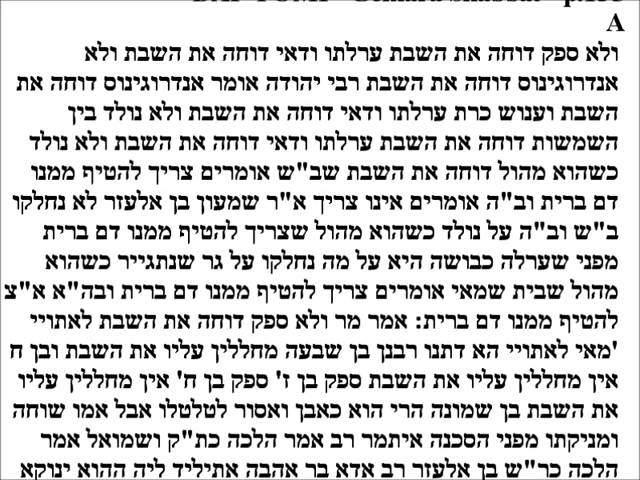 A
ולא ספק דוחה את השבת ערלתו ודאי דוחה את השבת ולא
אנדרוגינוס דוחה את השבת רבי יהודה אומר אנדרוגינוס דוחה את
השבת וענוש כרת ערלתו ודאי דוחה את השבת ולא נולד בין
השמשות דוחה את השבת ערלתו ודאי דוחה את השבת ולא נולד
כשהוא מהול דוחה את השבת שב"ש אומרים צריך להטיף ממנו
דם ברית וב"ה אומרים אינו צריך א"ר שמעון בן אלעזר לא נחלקו
ב"ש וב"ה על נולד כשהוא מהול שצריך להטיף ממנו דם ברית
מפני שערלה כבושה היא על מה נחלקו על גר שנתגייר כשהוא
מהול שבית שמאי אומרים צריך להטיף ממנו דם ברית ובה"א א"צ
להטיף ממנו דם ברית: אמר מר ולא ספק דוחה את השבת לאתויי
מאי לאתויי הא דתנו רבנן בן שבעה מחללין עליו את השבת ובן ח'
אין מחללין עליו את השבת ספק בן ז' ספק בן ח' אין מחללין עליו
את השבת בן שמונה הרי הוא כאבן ואסור לטלטלו אבל אמו שוחה
ומניקתו מפני הסכנה איתמר רב אמר הלכה כת"ק ושמואל אמר
הלכה כר"ש בן אלעזר רב אדא בר אהבה אתיליד ליה ההוא ינוקא